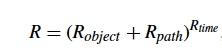 R = (R_object + R_path)^R_time